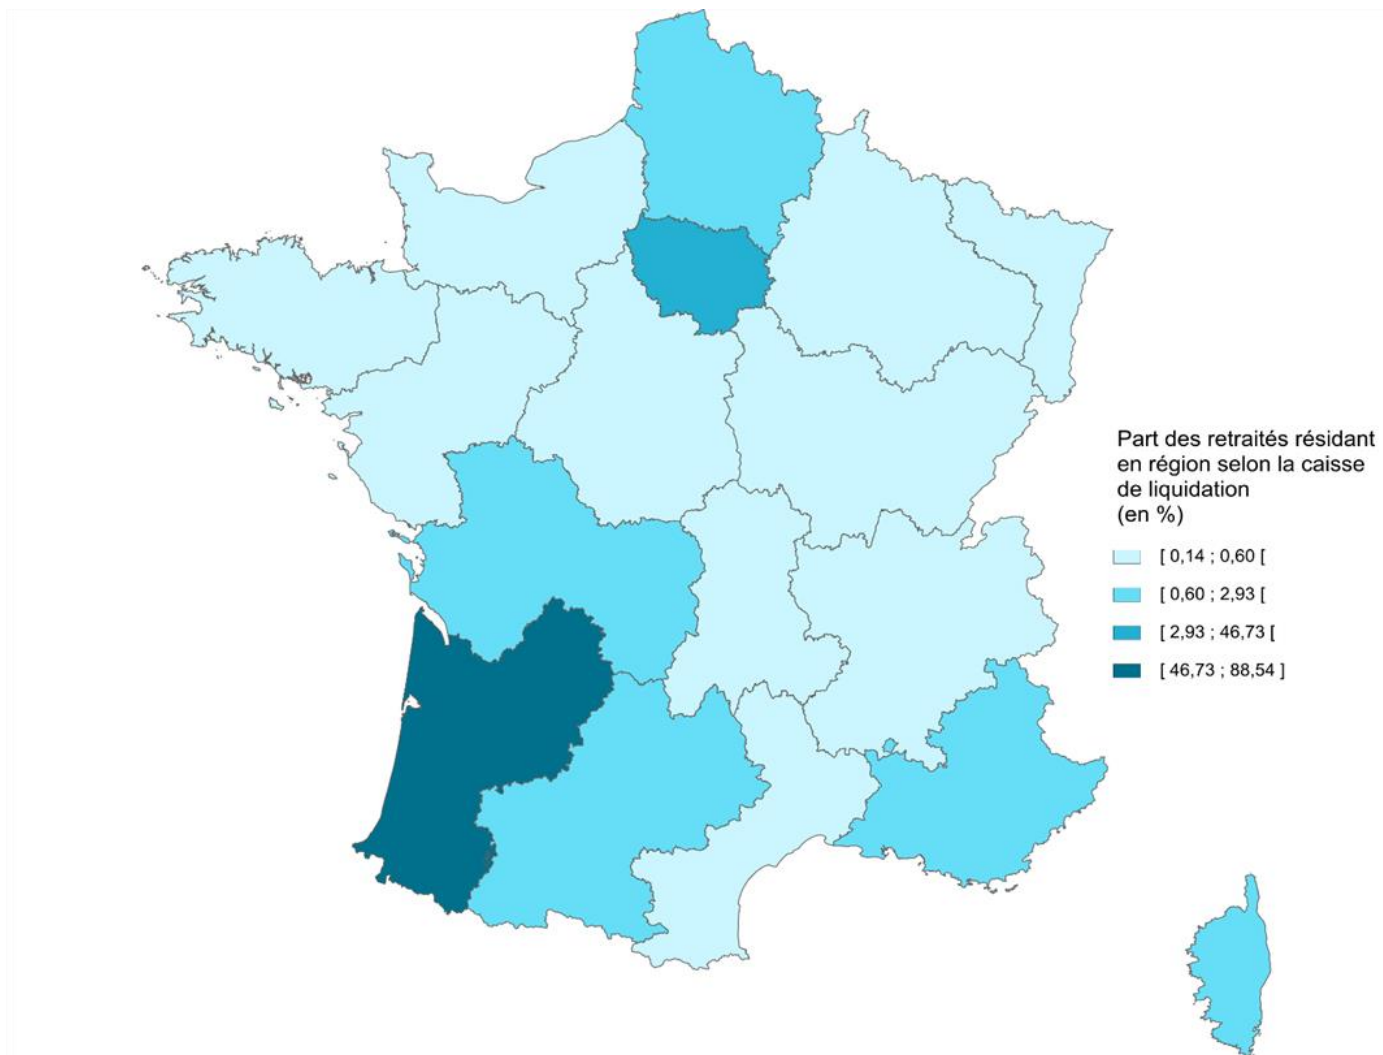 Part des retraités résidant
en région selon la caisse
de liquidation
(en %)
[ 0,14 ; 0,60 [
[ 0,60 ; 2,93 [
[ 2,93 ; 46,73 [
[ 46,73 ; 88,54 ]